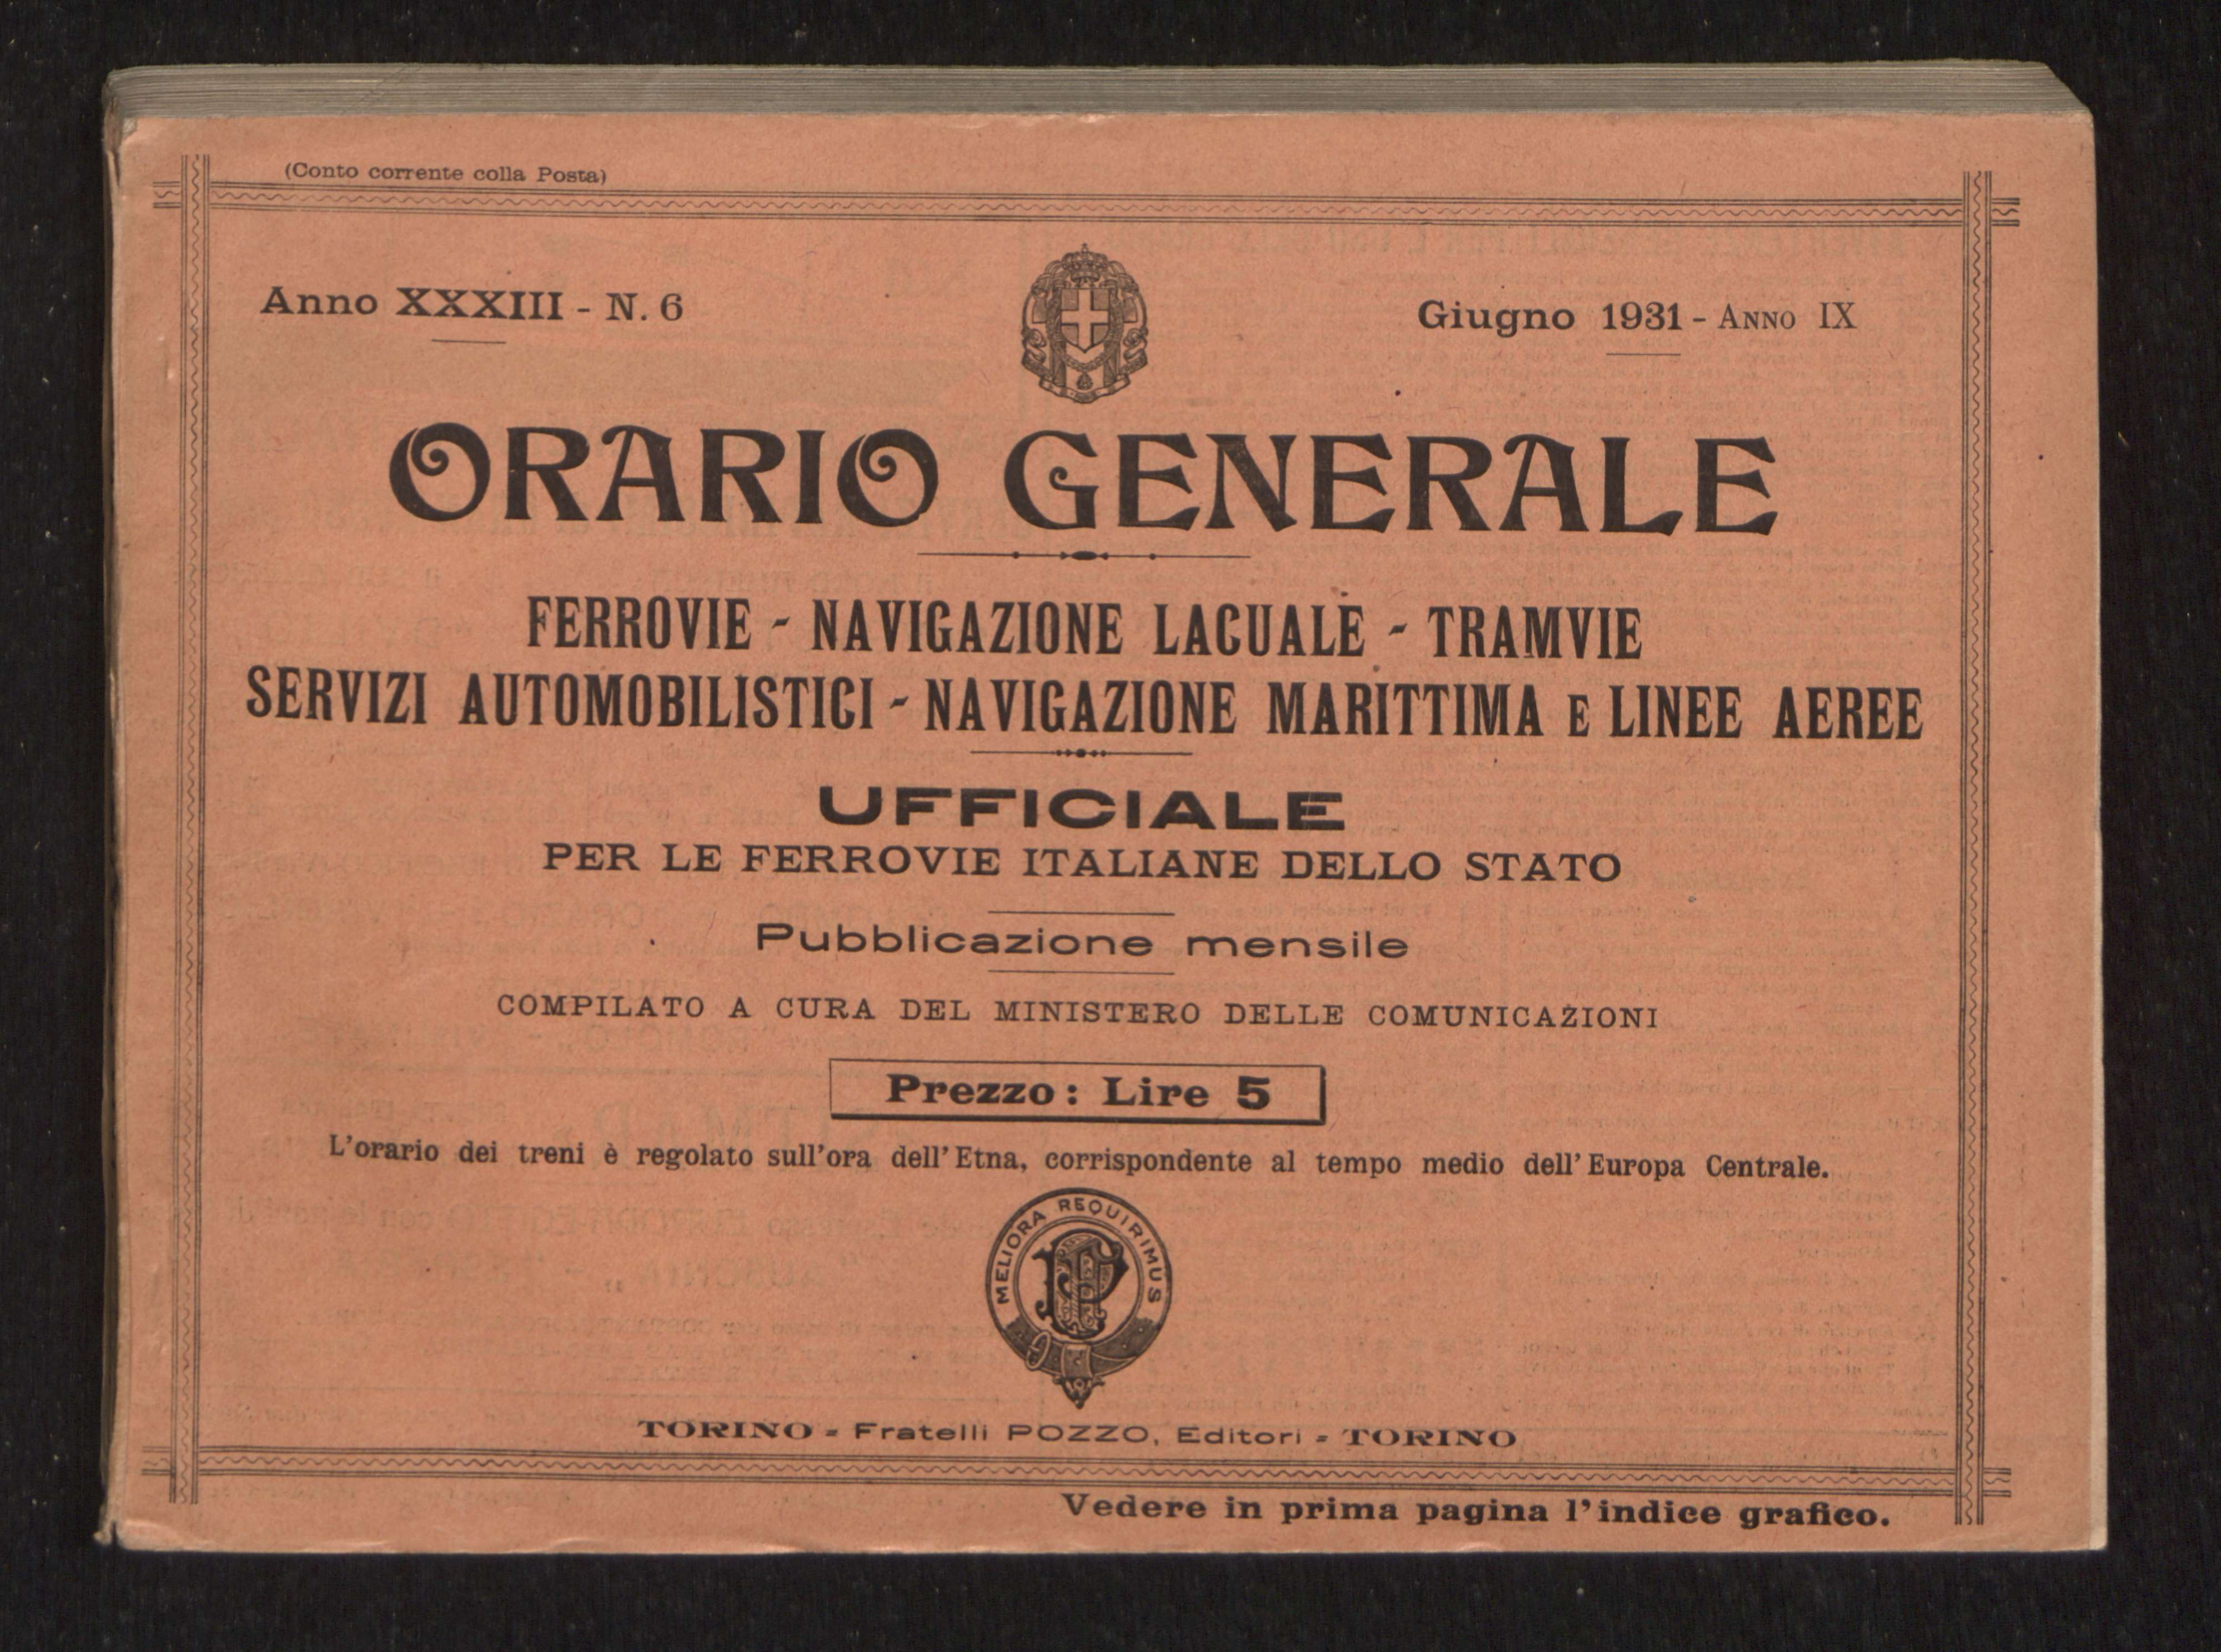 (Conto corrente colla Posta)
Anno XXXIII - N. 6
Giugno 1931 - ANNO IX
ORARIO GENERALE
FERROVIE - NAVIGAZIONE LACUALE - TRAMVIE
SERVIZI AUTOMOBILISTICI - NAVIGAZIONE MARITTIMA E LINEE AEREE
UFFICIALE
PER LE FERROVIE ITALIANE DELLO STATO
Pubblicazione mensile
COMPILATO A CURA DEL MINISTERO DELLE COMUNICAZIONI
Prezzo: Lire 5
L'orario dei treni è regolato sull'ora dell'Etna, corrispondente al tempo medio dell'Europa Centrale.
MELIORA REQUIRIMUS
FP
TORINO - Fratelli POZZO, Editori - TORINO
Vedere in prima pagina l'indice grafico.